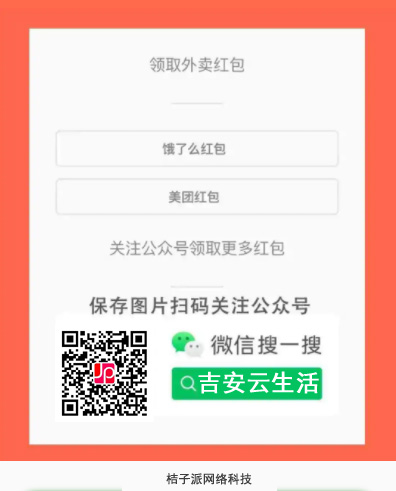 领取外卖红包
饿了么红包
美团红包
关注公众号领取更多红包
保存图片扫码关注公众号
微信搜一搜
吉安云生活
桔子派网络科技